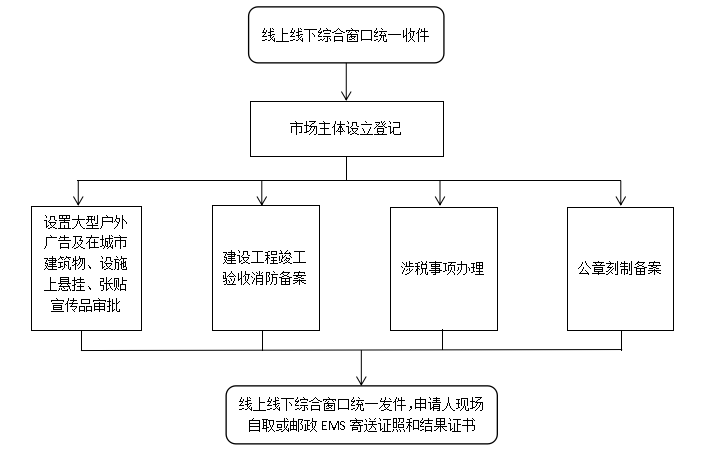 线上线下综合窗口统一收件
市场主体设立登记
设置大型户外
广告及在城市
建筑物、设施
上悬挂、张贴
宣传品审批
建设工程竣工
验收消防备案
涉税事项办理
公章刻制备案
线上线下综合窗口统一发件,申请人现场
自取或邮政 EMS 寄送证照和结果证书